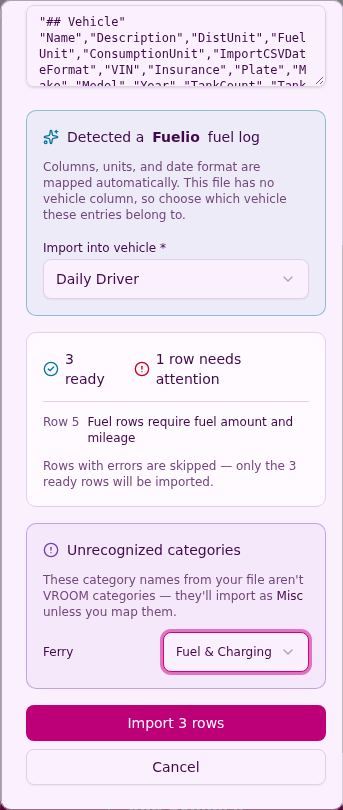 "## Vehicle"
"Name","Description","DistUnit","Fuel
Unit","ConsumptionUnit","ImportCSVDat
eFormat","VIN","Insurance","Plate","M
ake","Model","Year","TankCount","Tank
Detected a Fuelio fuel log
Columns, units, and date format are
mapped automatically. This file has no
vehicle column, so choose which vehicle
these entries belong to.
Import into vehicle *
Daily Driver
3
ready
1 row needs
attention
Row 5 Fuel rows require fuel amount and
mileage
Rows with errors are skipped — only the 3
ready rows will be imported.
Unrecognized categories
These category names from your file aren't
VROOM categories — they'll import as Misc
unless you map them.
Ferry
Fuel & Charging
Import 3 rows
Cancel